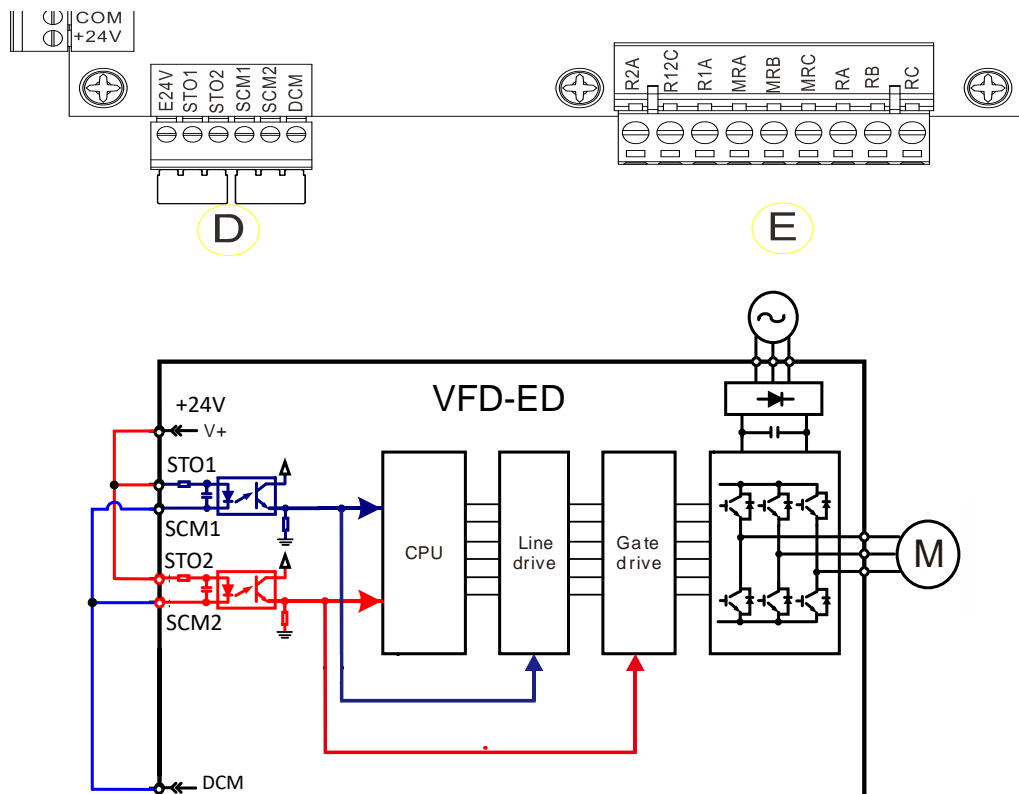 COM
+24V
E24V
STO1
STO2
SCM1
SCM2
DCM
R2A
R12C
R1A
MRA
MRB
MRC
RA
RB
RC
D
E
VFD-ED
+24V
V+
STO1
SCM1
STO2
SCM2
CPU
Line
drive
Gate
drive
M
DCM